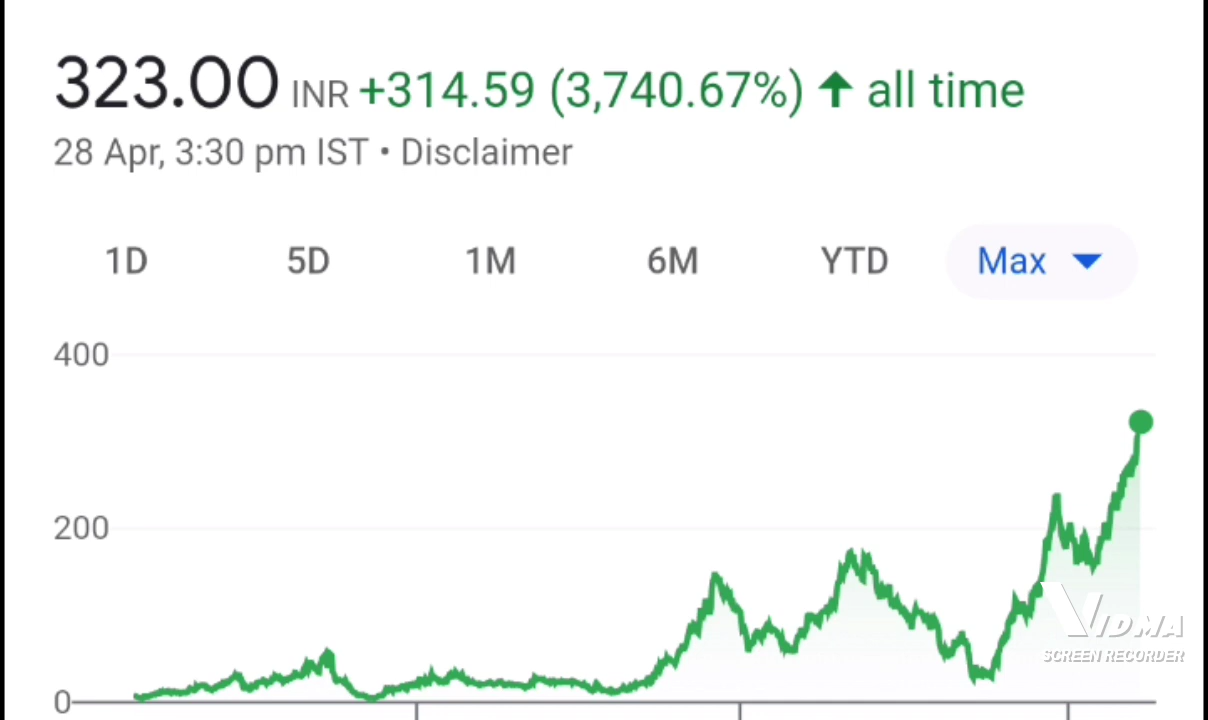 323.00 INR +314.59 (3,740.67%) ↑ all time
28 Apr, 3:30 pm IST • Disclaimer
1D 5D 1M 6M YTD Max
400
200
0
VIDMA
SCREEN RECORDER